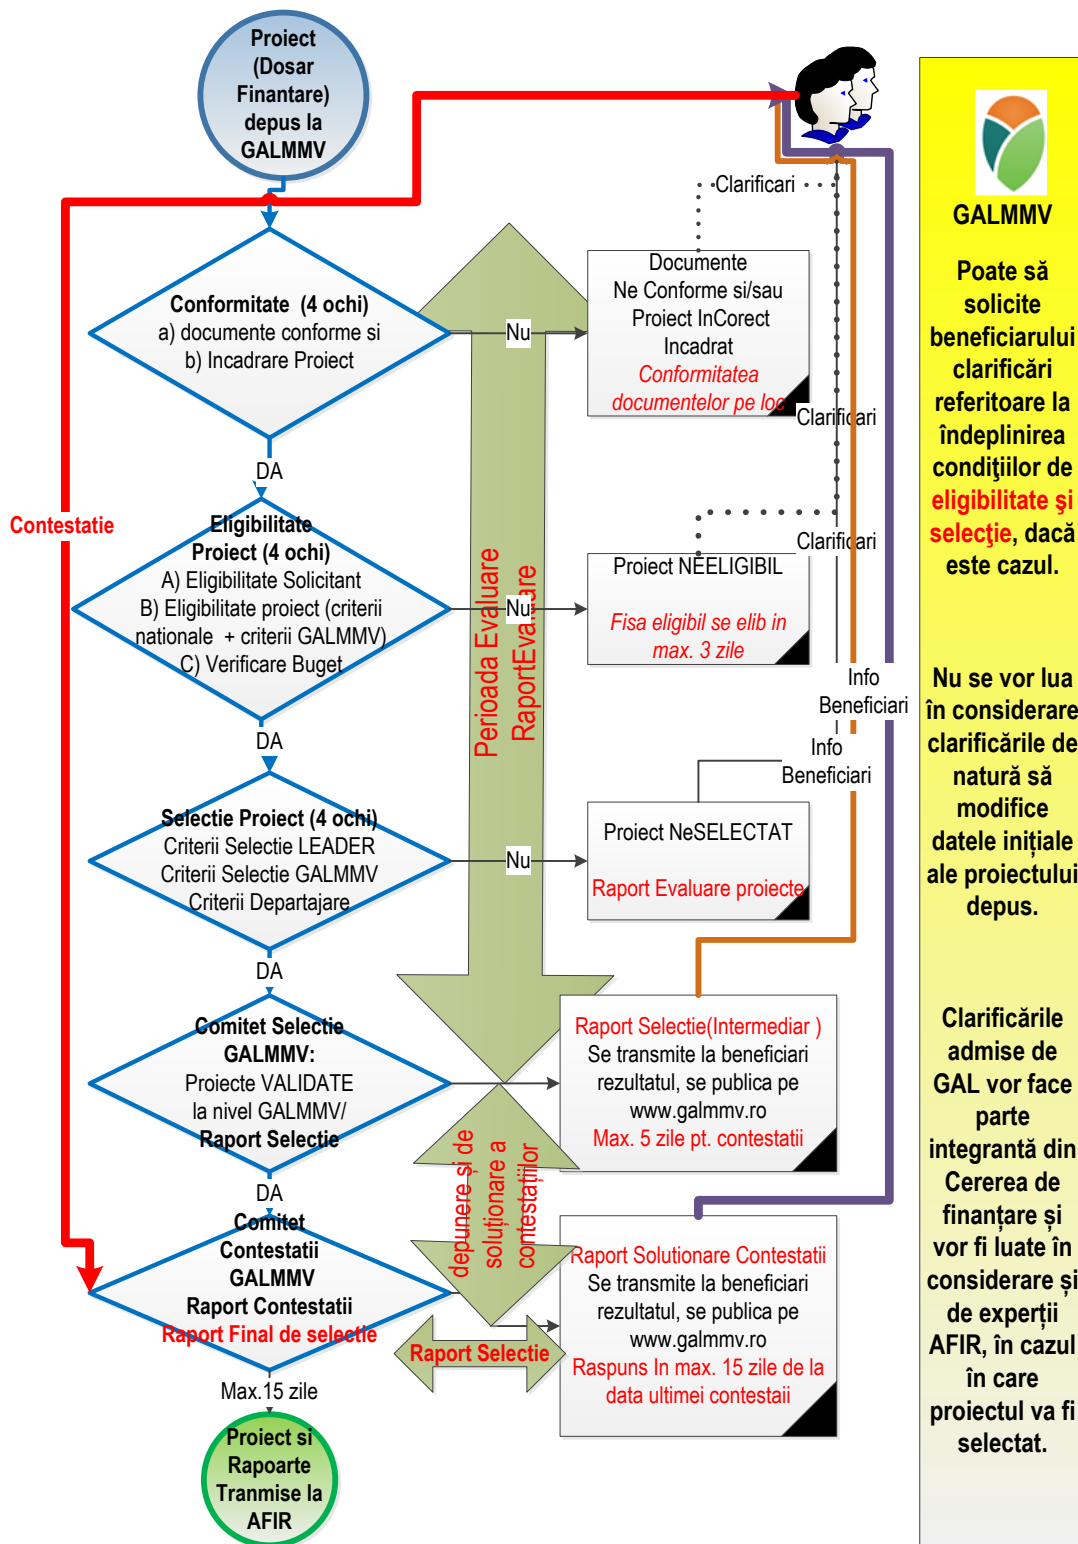 Proiect
(Dosar
Finantare)
depus la
GALMMV
Clarificari
Conformitate (4 ochi)
a) documente conforme si
b) Incadrare Proiect
Nu
Documente
Ne Conforme si/sau
Proiect InCorect
Incadrat
Conformitatea
documentelor pe loc
Clarificari
DA
Contestatie
Eligibilitate
Proiect (4 ochi)
A) Eligibilitate Solicitant
B) Eligibilitate proiect (criterii
nationale + criterii GALMMV)
C) Verificare Buget
Nu
Clarificari
Proiect NEELIGIBIL
Fisa eligibil se elib in
max. 3 zile
Perioada Evaluare
RaportEvaluare
Info
Beneficiari
DA
Info
Beneficiari
Selectie Proiect (4 ochi)
Criterii Selectie LEADER
Criterii Selectie GALMMV
Criterii Departajare
Nu
Proiect NeSELECTAT
Raport Evaluare proiecte
DA
Comitet Selectie
GALMMV:
Proiecte VALIDATE
la nivel GALMMV/
Raport Selectie
Raport Selectie(Intermediar )
Se transmite la beneficiari
rezultatul, se publica pe
www.galmmv.ro
Max. 5 zile pt. contestatii
depunere și de
soluționare a
contestațiilor
DA
Comitet
Contestatii
GALMMV
Raport Contestatii
Raport Final de selectie
Raport Selectie
Raport Solutionare Contestatii
Se transmite la beneficiari
rezultatul, se publica pe
www.galmmv.ro
Raspuns In max. 15 zile de la
data ultimei contestaii
Max.15 zile
Proiect si
Rapoarte
Tranmise la
AFIR
GALMMV
Poate să
solicite
beneficiarului
clarificări
referitoare la
îndeplinirea
condiţiilor de
eligibilitate şi
selecţie, dacă
este cazul.
Nu se vor lua
în considerare
clarificările de
natură să
modifice
datele inițiale
ale proiectului
depus.
Clarificările
admise de
GAL vor face
parte
integrantă din
Cererea de
finanțare și
vor fi luate în
considerare și
de experții
AFIR, în cazul
în care
proiectul va fi
selectat.